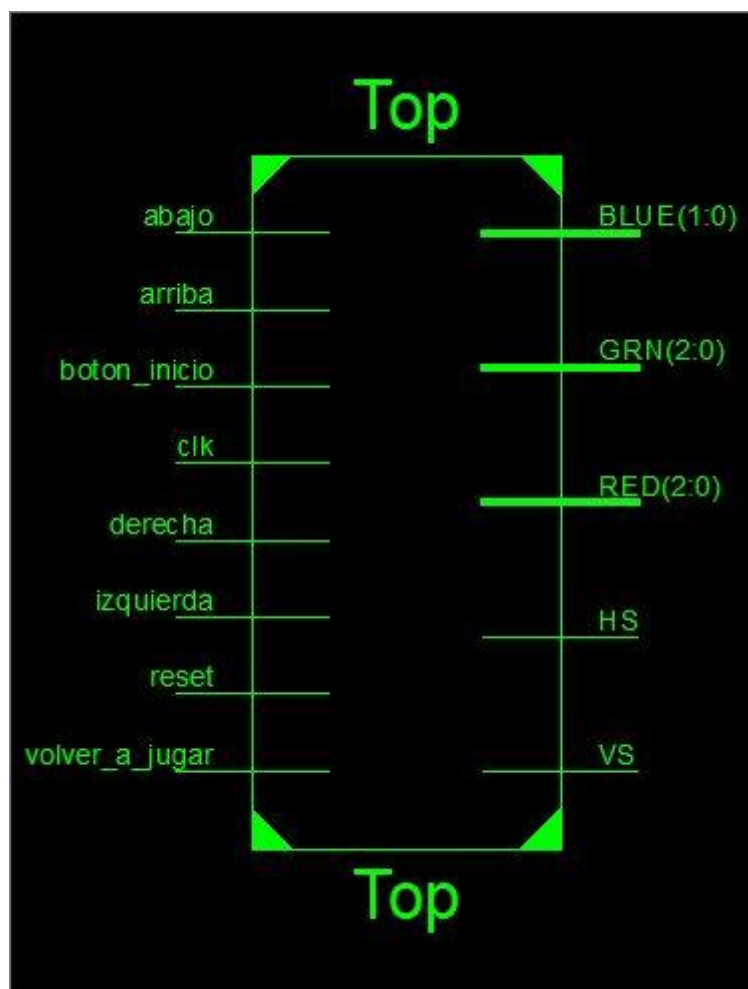 Top
abajo
BLUE(1:0)
arriba
GRN(2:0)
boton_inicio
clk
RED(2:0)
derecha
izquierda
HS
reset
volver_a_jugar
VS
Top